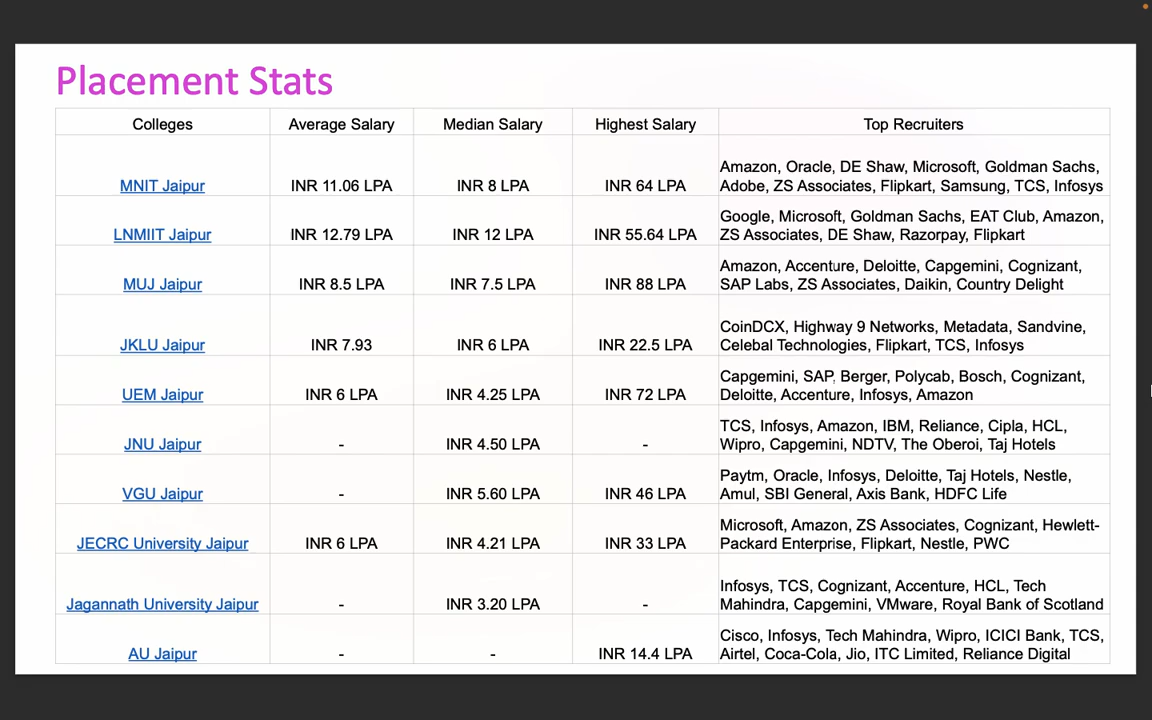 Placement Stats
Colleges Average Salary Median Salary Highest Salary Top Recruiters
Amazon, Oracle, DE Shaw, Microsoft, Goldman Sachs,
MNIT Jaipur INR 11.06 LPA INR 8 LPA INR 64 LPA Adobe, ZS Associates, Flipkart, Samsung, TCS, Infosys
Google, Microsoft, Goldman Sachs, EAT Club, Amazon,
LNMIIT Jaipur INR 12.79 LPA INR 12 LPA INR 55.64 LPA ZS Associates, DE Shaw, Razorpay, Flipkart
Amazon, Accenture, Deloitte, Capgemini, Cognizant,
MUJ Jaipur INR 8.5 LPA INR 7.5 LPA INR 88 LPA SAP Labs, ZS Associates, Daikin, Country Delight
CoinDCX, Highway 9 Networks, Metadata, Sandvine,
JKLU Jaipur INR 7.93 INR 6 LPA INR 22.5 LPA Celebal Technologies, Flipkart, TCS, Infosys
Capgemini, SAP, Berger, Polycab, Bosch, Cognizant,
UEM Jaipur INR 6 LPA INR 4.25 LPA INR 72 LPA Deloitte, Accenture, Infosys, Amazon
TCS, Infosys, Amazon, IBM, Reliance, Cipla, HCL,
JNU Jaipur - INR 4.50 LPA - Wipro, Capgemini, NDTV, The Oberoi, Taj Hotels
Paytm, Oracle, Infosys, Deloitte, Taj Hotels, Nestle,
VGU Jaipur - INR 5.60 LPA INR 46 LPA Amul, SBI General, Axis Bank, HDFC Life
Microsoft, Amazon, ZS Associates, Cognizant, Hewlett-
JECRC University Jaipur INR 6 LPA INR 4.21 LPA INR 33 LPA Packard Enterprise, Flipkart, Nestle, PWC
Infosys, TCS, Cognizant, Accenture, HCL, Tech
Jagannath University Jaipur - INR 3.20 LPA - Mahindra, Capgemini, VMware, Royal Bank of Scotland
Cisco, Infosys, Tech Mahindra, Wipro, ICICI Bank, TCS,
AU Jaipur - - INR 14.4 LPA Airtel, Coca-Cola, Jio, ITC Limited, Reliance Digital